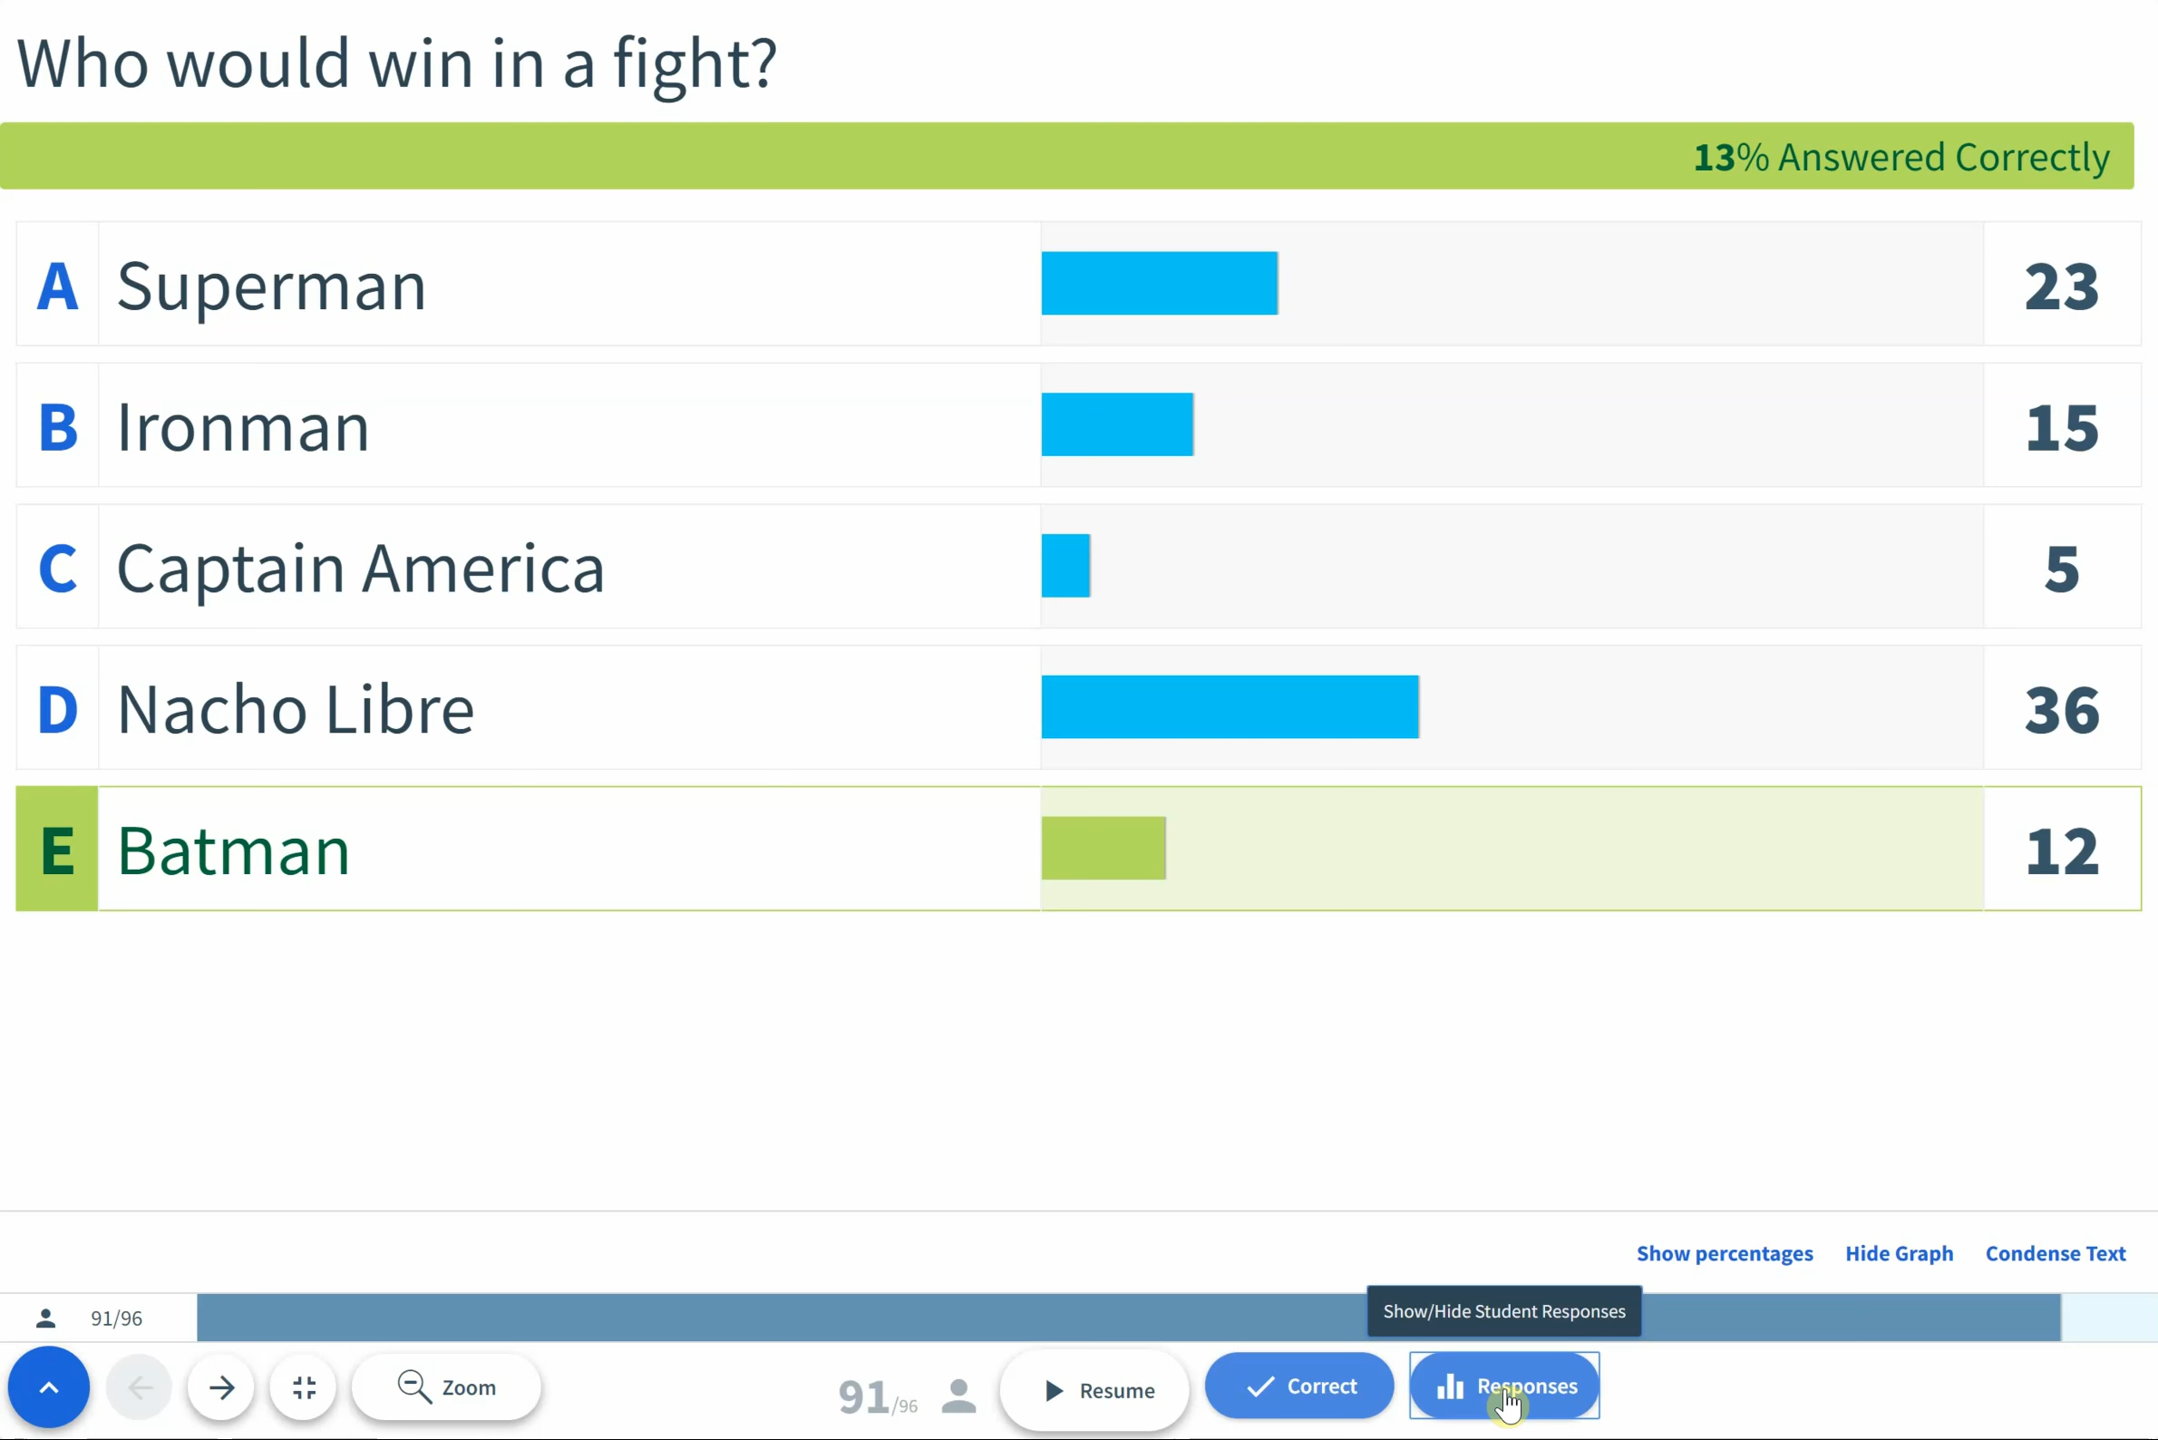 Who would win in a fight?
13% Answered Correctly
A Superman 23
B Ironman 15
C Captain America 5
D Nacho Libre 36
E Batman 12
Show percentages Hide Graph Condense Text
91/96
Show/Hide Student Responses
Zoom 91/96 Resume Correct Responses